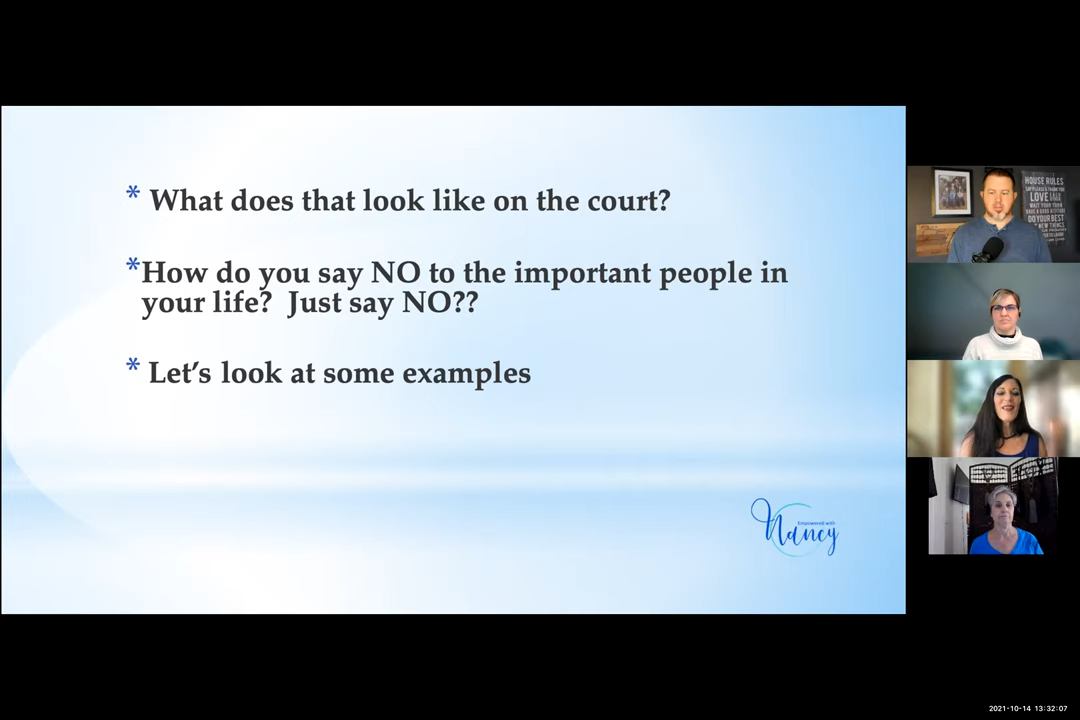 * What does that look like on the court?
*How do you say NO to the important people in
your life?  Just say NO??
* Let's look at some examples
Empowered with
Nancy
HOUSE RULES
LOVE
DO YOUR BEST
2021-10-14 13:32:07